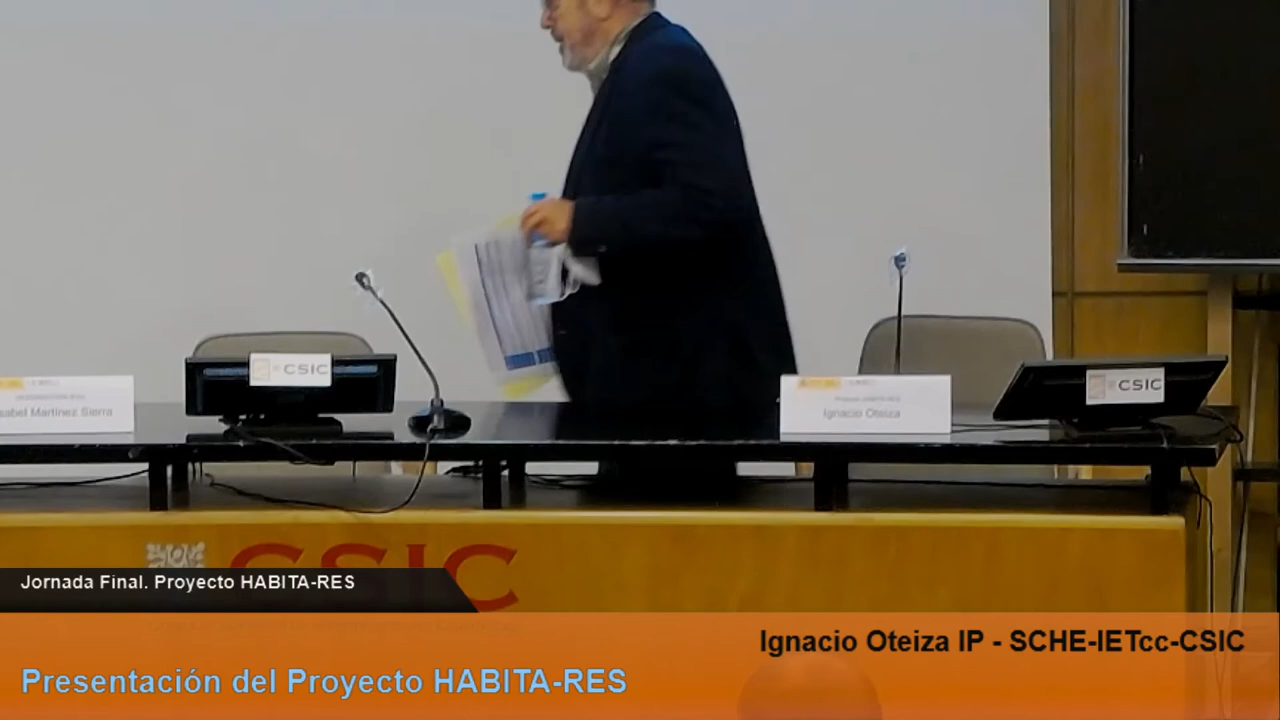 CSIC
CSIC
Isabel Martínez Sierra
Ignacio Oteiza
CSIC
Jornada Final. Proyecto HABITA-RES
Ignacio Oteiza IP - SCHE-IETcc-CSIC
Presentación del Proyecto HABITA-RES